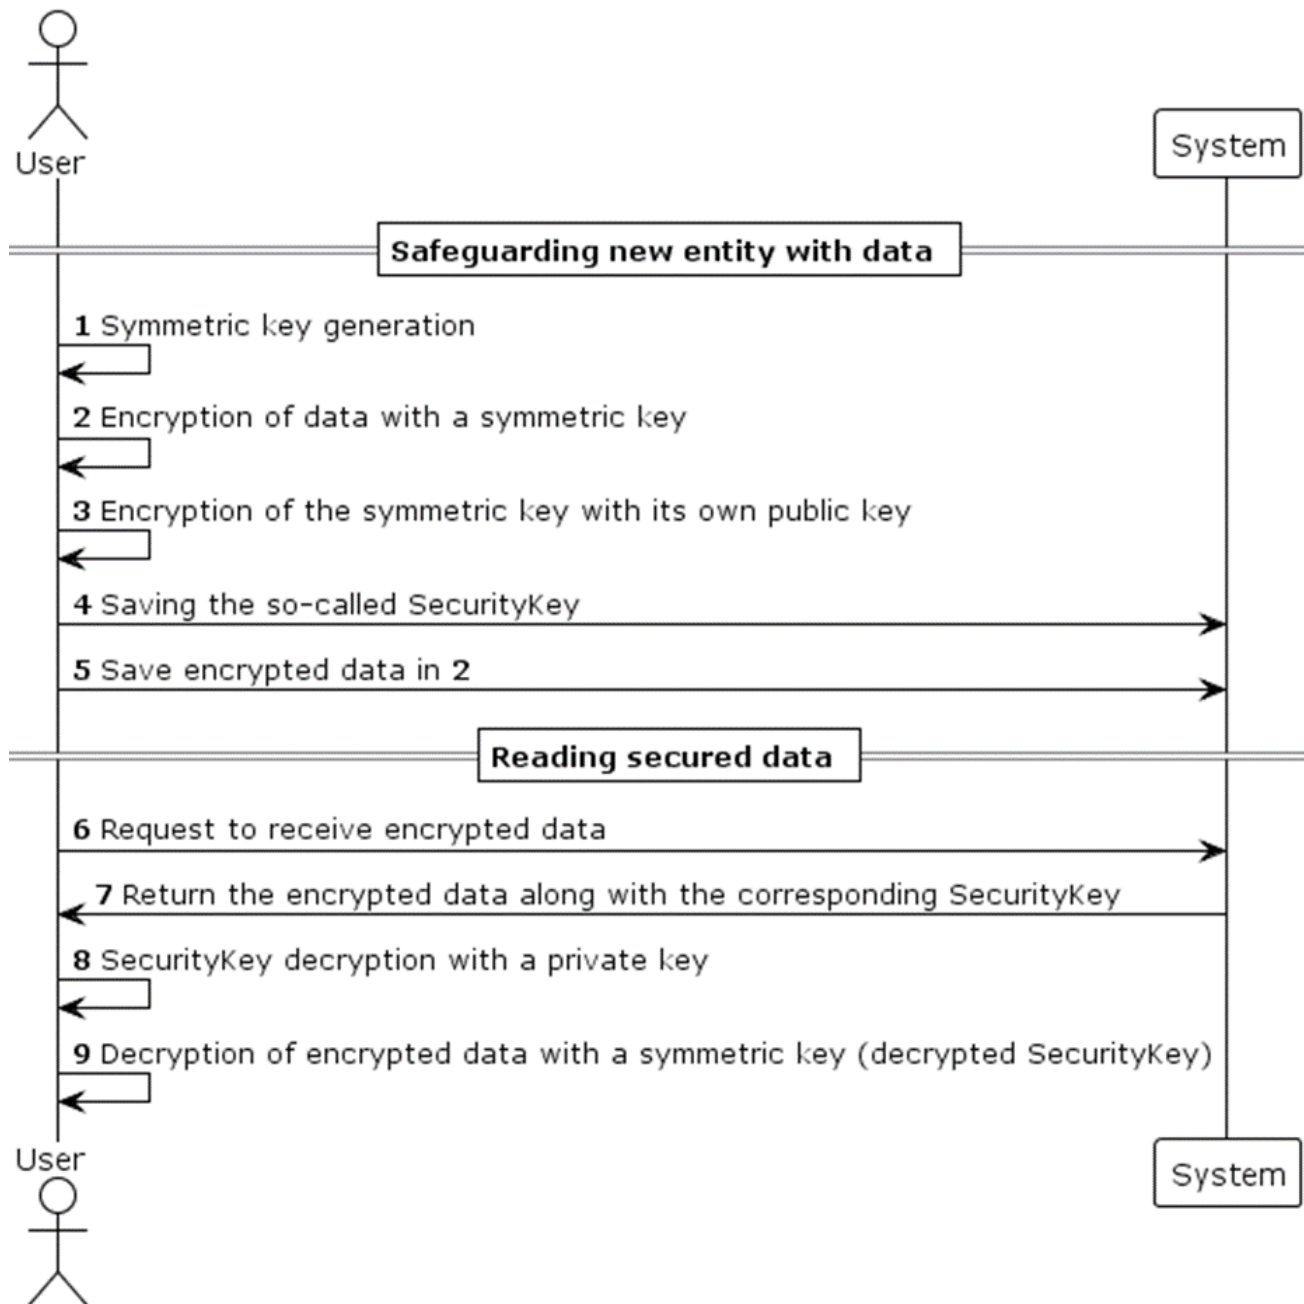 User
System
Safeguarding new entity with data
1 Symmetric key generation
2 Encryption of data with a symmetric key
3 Encryption of the symmetric key with its own public key
4 Saving the so-called SecurityKey
5 Save encrypted data in 2
Reading secured data
6 Request to receive encrypted data
7 Return the encrypted data along with the corresponding SecurityKey
8 SecurityKey decryption with a private key
9 Decryption of encrypted data with a symmetric key (decrypted SecurityKey)
User
System